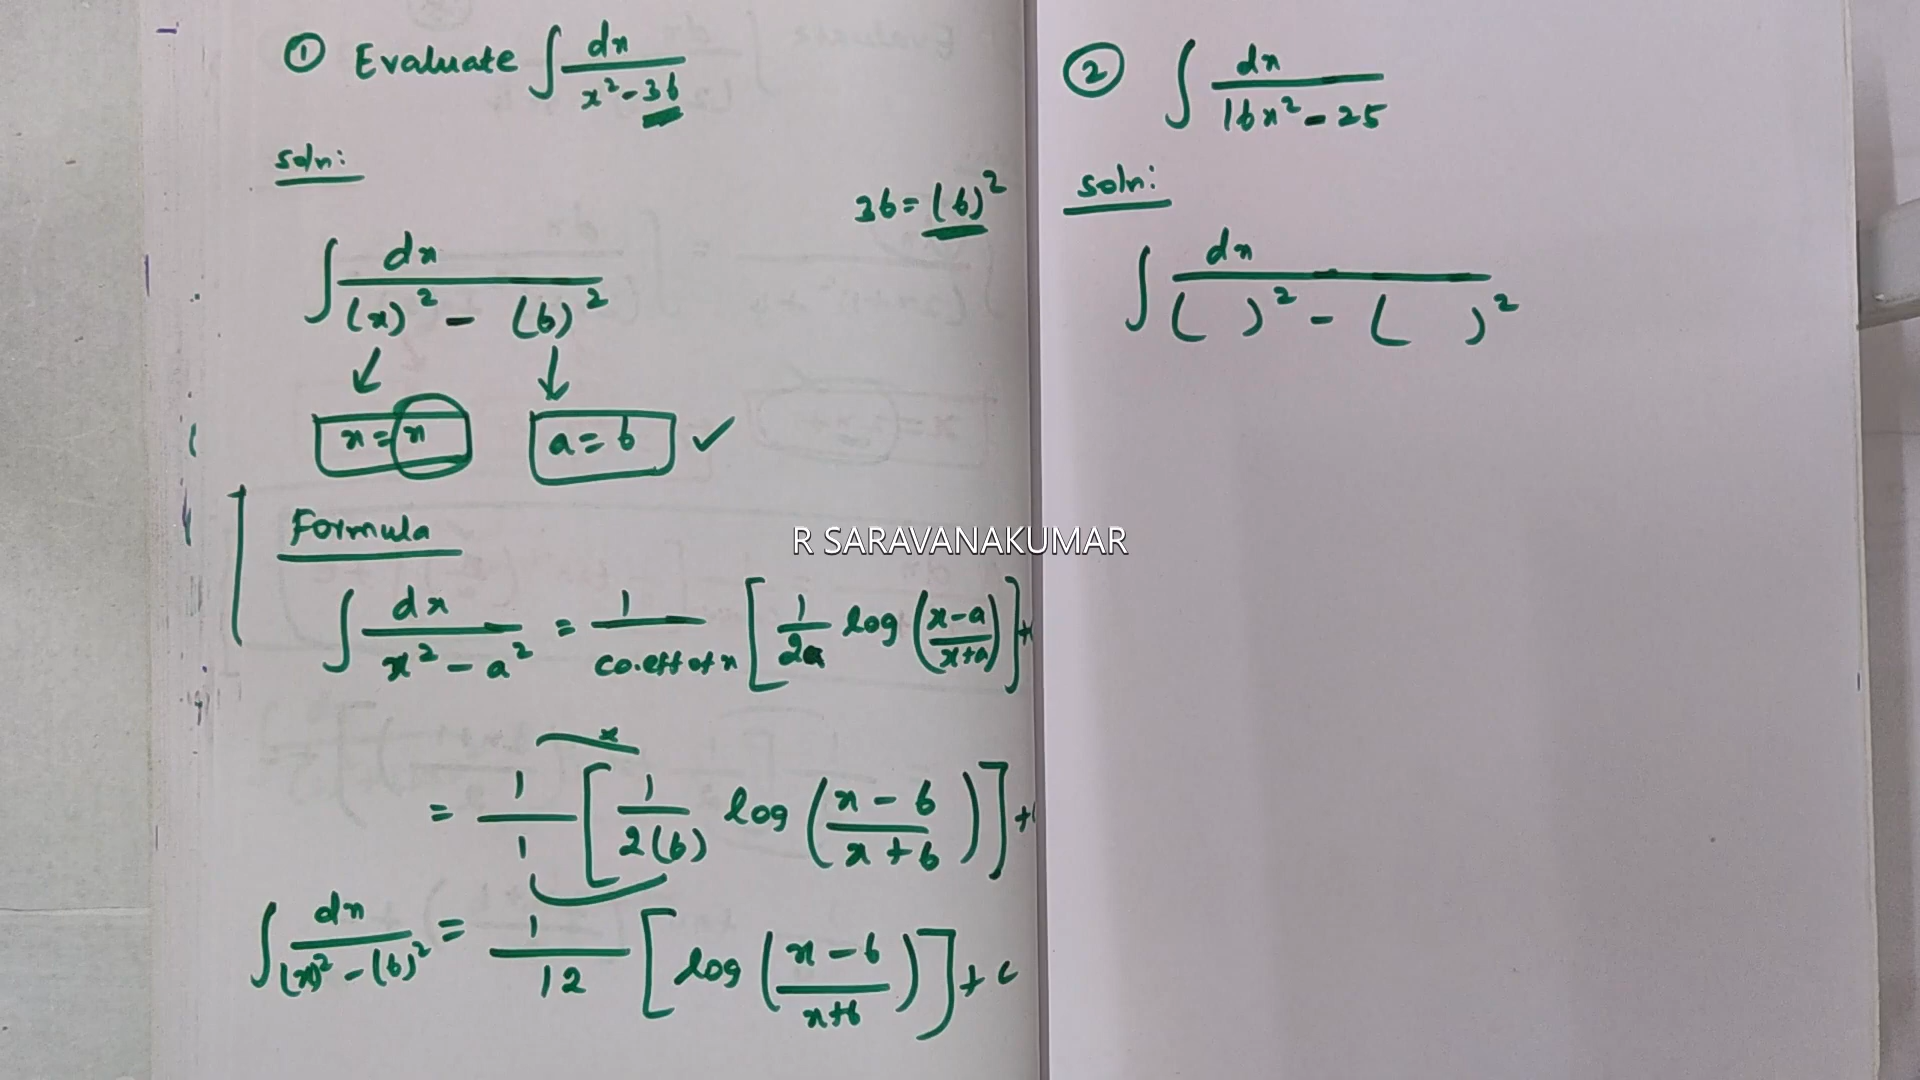 ① Evaluate ∫ dx / x² - 36
Soln:
36 = (6)²
∫ dx / (x)² - (6)²
x = x a = 6 ✓
Formula
∫ dx / x² - a² = 1 / co.eff of x [ 1 / 2a log ( x-a / x+a ) ] +
= 1 / 1 [ 1 / 2(6) log ( x - 6 / x + 6 ) ] +
∫ dx / (x)² - (6)² = 1 / 12 [ log ( x - 6 / x+6 ) ] + c
② ∫ dx / 16x² - 25
Soln:
∫ dx / ( )² - ( )²
R SARAVANAKUMAR